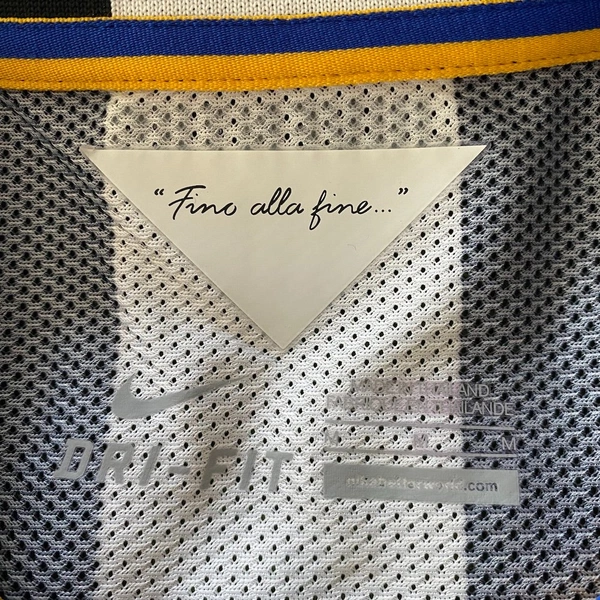 “Fino alla fine...”
DRI-FIT
M M
nikebetterworld.com